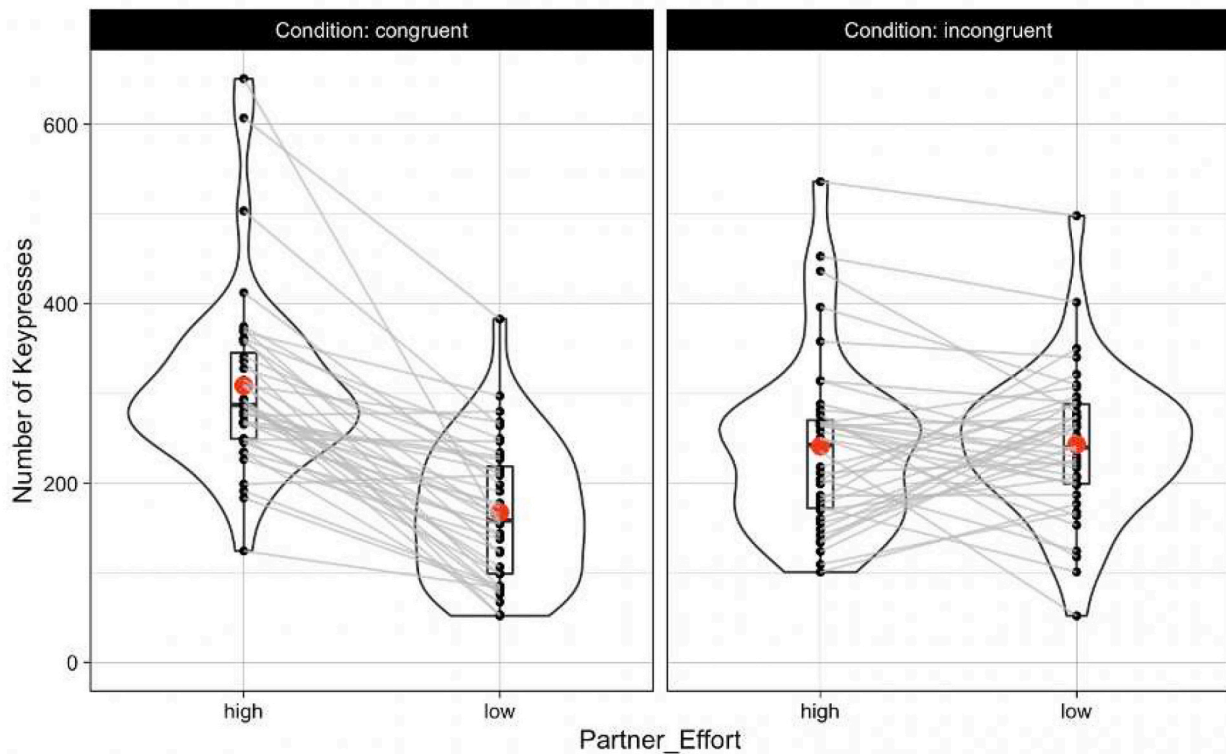 Condition: congruent
Condition: incongruent
Number of Keypresses
600
400
200
0
high
low
high
low
Partner_Effort